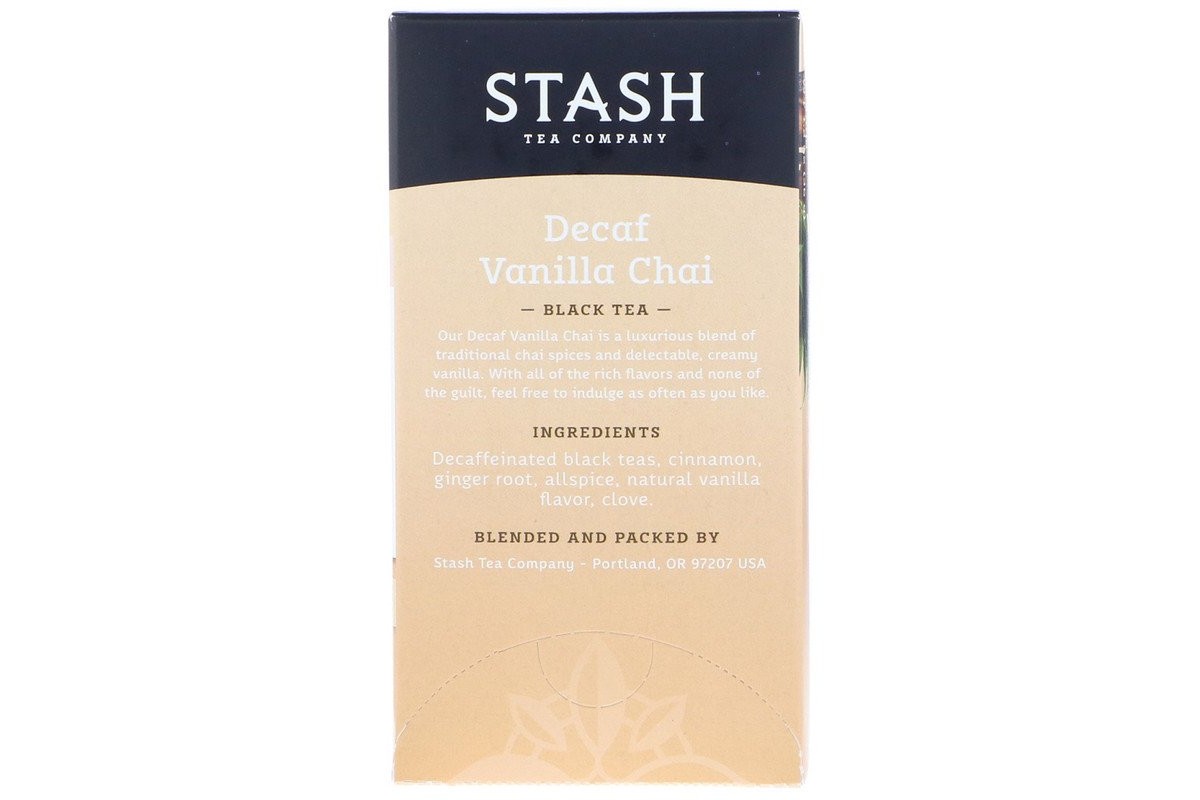 STASH
TEA COMPANY
Decaf
Vanilla Chai
— BLACK TEA —
Our Decaf Vanilla Chai is a luxurious blend of
traditional chai spices and delectable, creamy
vanilla. With all of the rich flavors and none of
the guilt, feel free to indulge as often as you like.
INGREDIENTS
Decaffeinated black teas, cinnamon,
ginger root, allspice, natural vanilla
flavor, clove.
BLENDED AND PACKED BY
Stash Tea Company - Portland, OR 97207 USA